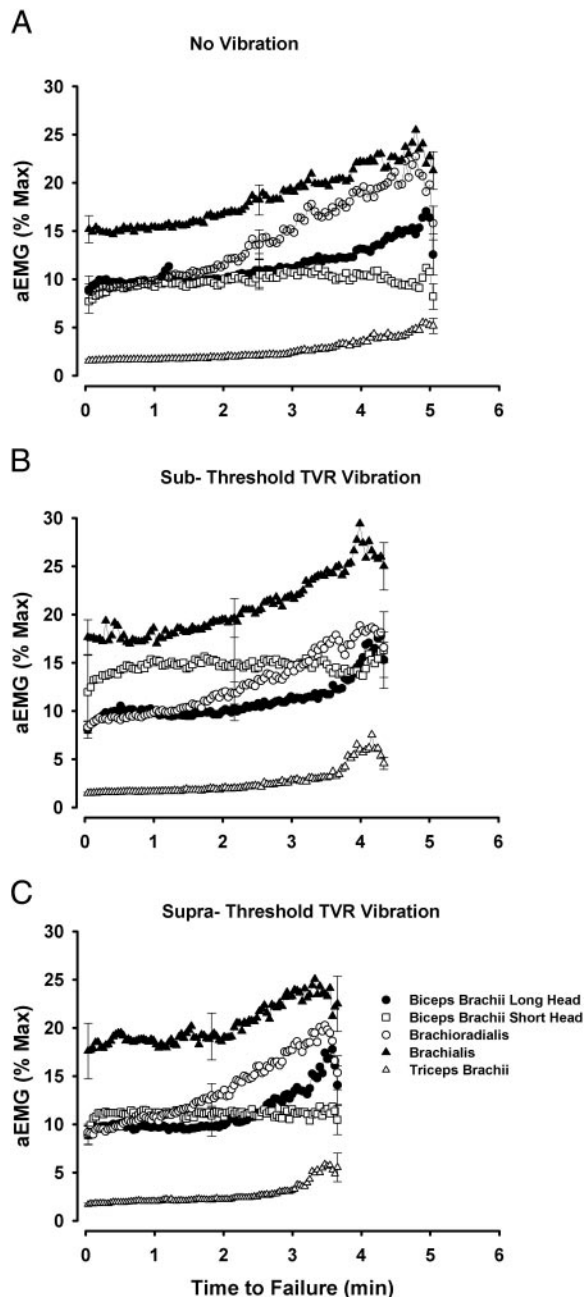 A
No Vibration
30
25
20
15
10
5
0
aEMG (% Max)
0 1 2 3 4 5 6
B
Sub- Threshold TVR Vibration
30
25
20
15
10
5
0
aEMG (% Max)
0 1 2 3 4 5 6
C
Supra- Threshold TVR Vibration
30
25
20
15
10
5
0
aEMG (% Max)
Biceps Brachii Long Head
Biceps Brachii Short Head
Brachioradialis
Brachialis
Triceps Brachii
0 1 2 3 4 5 6
Time to Failure (min)